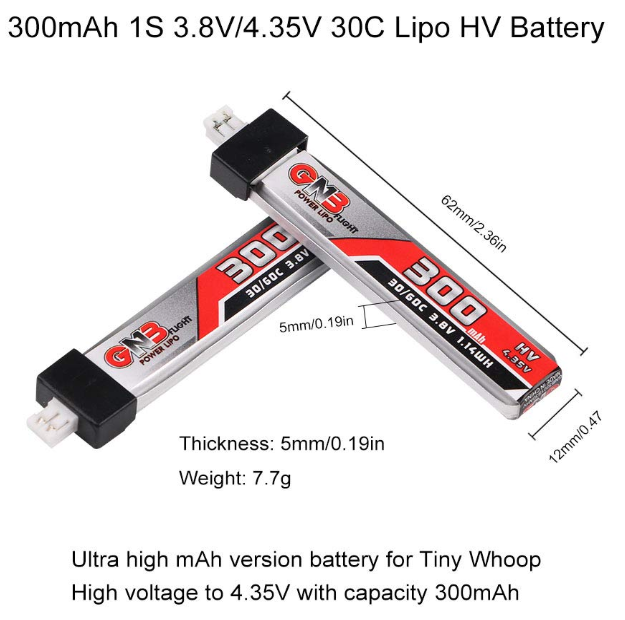 300mAh 1S 3.8V/4.35V 30C Lipo HV Battery
62mm/2.36in
GNB FLIGHT
POWER LIPO
300 mAh
30/60C 3.8V 1.14WH
HV
4.35V
300
30/60C 3.8V
GNB FLIGHT
POWER LIPO
5mm/0.19in
12mm/0.47
Thickness: 5mm/0.19in
Weight: 7.7g
Ultra high mAh version battery for Tiny Whoop
High voltage to 4.35V with capacity 300mAh